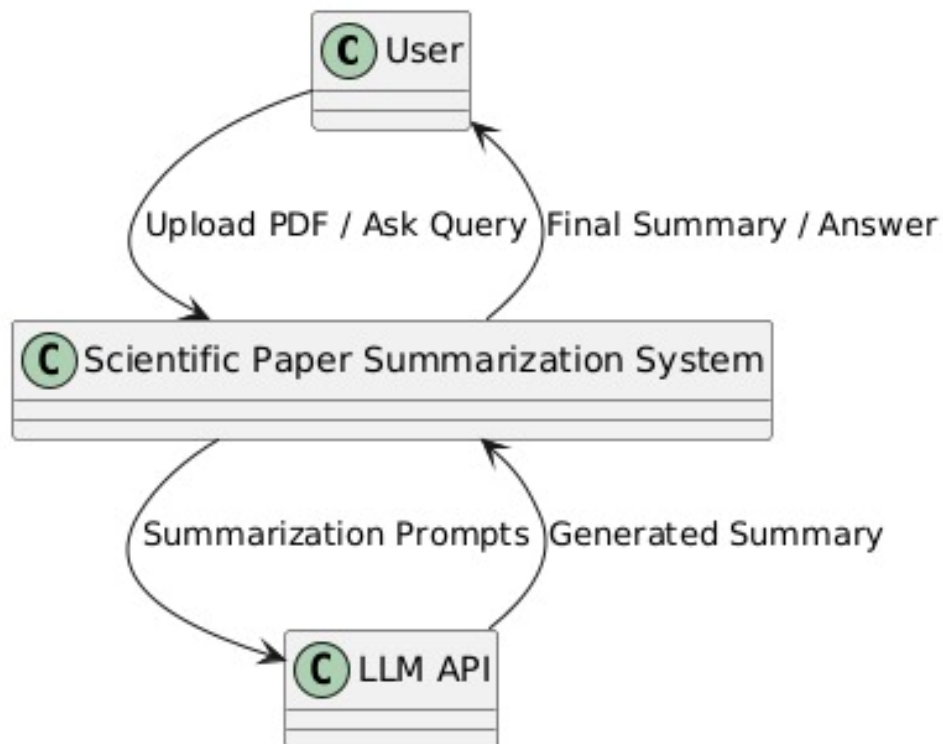 C User
Upload PDF / Ask Query
Final Summary / Answer
C Scientific Paper Summarization System
Summarization Prompts
Generated Summary
C LLM API